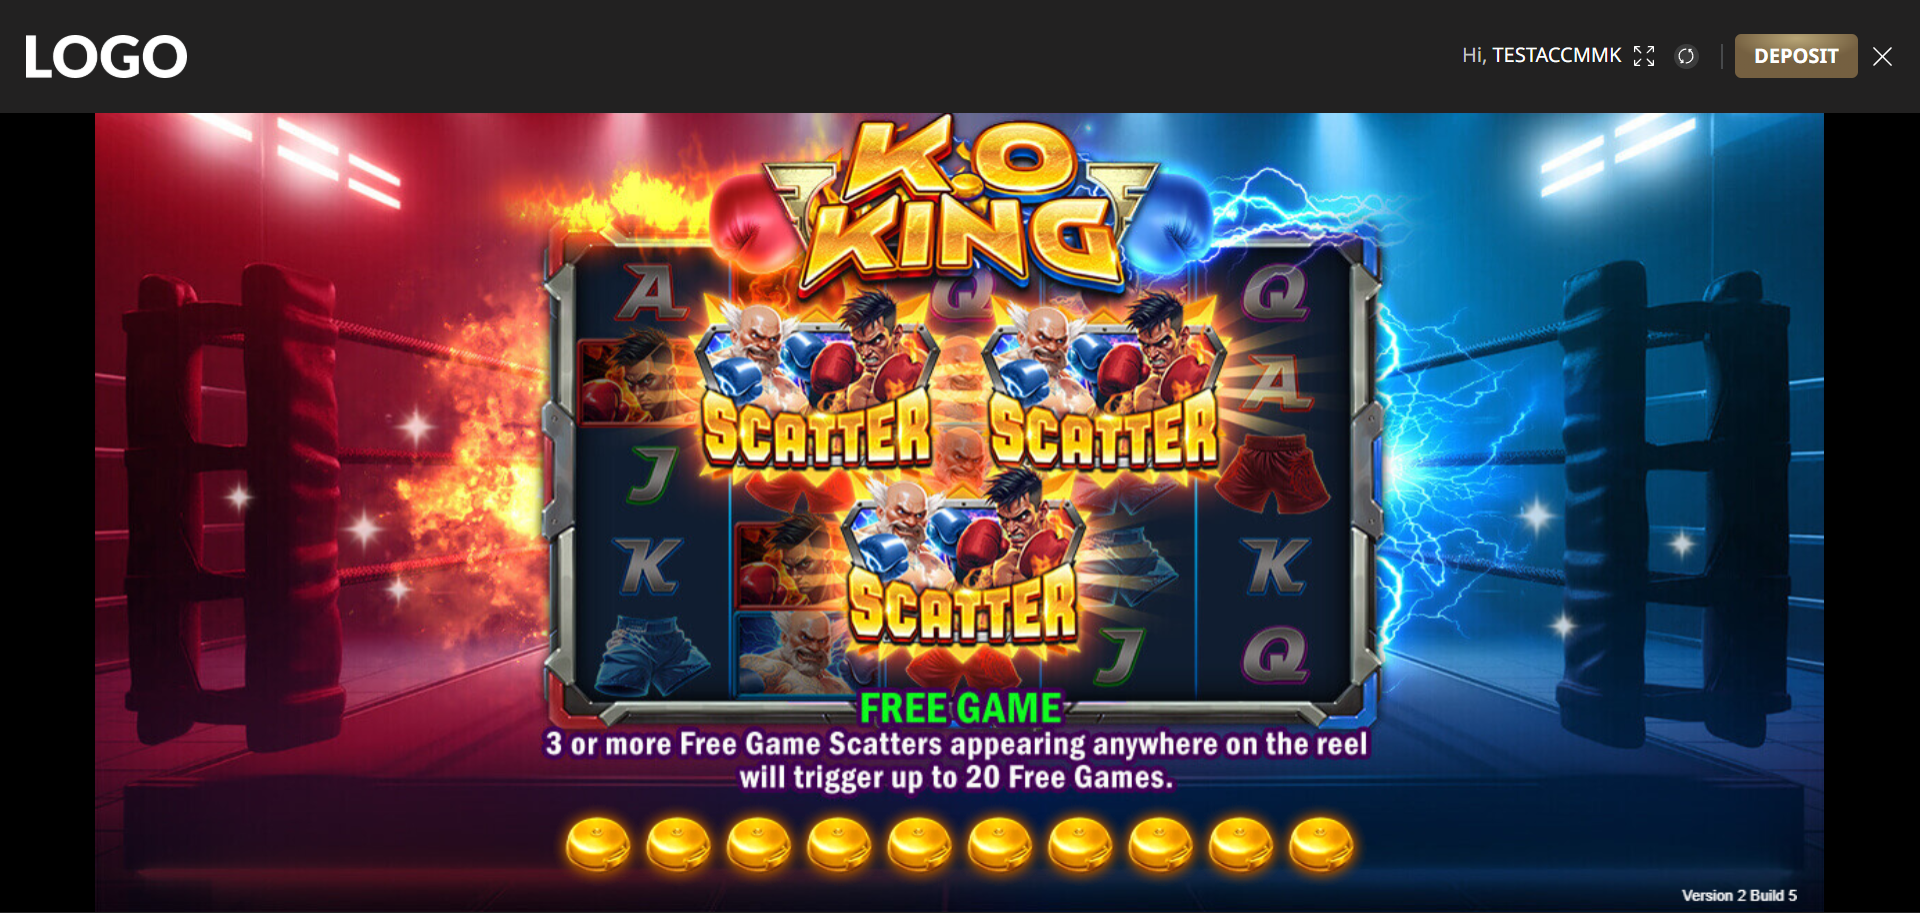 LOGO
Hi, TESTACCMMK
DEPOSIT
K.O
KING
A
Q
Q
A
SCATTER
SCATTER
J
K
K
SCATTER
J
Q
FREE GAME
3 or more Free Game Scatters appearing anywhere on the reel
will trigger up to 20 Free Games.
Version 2 Build 5